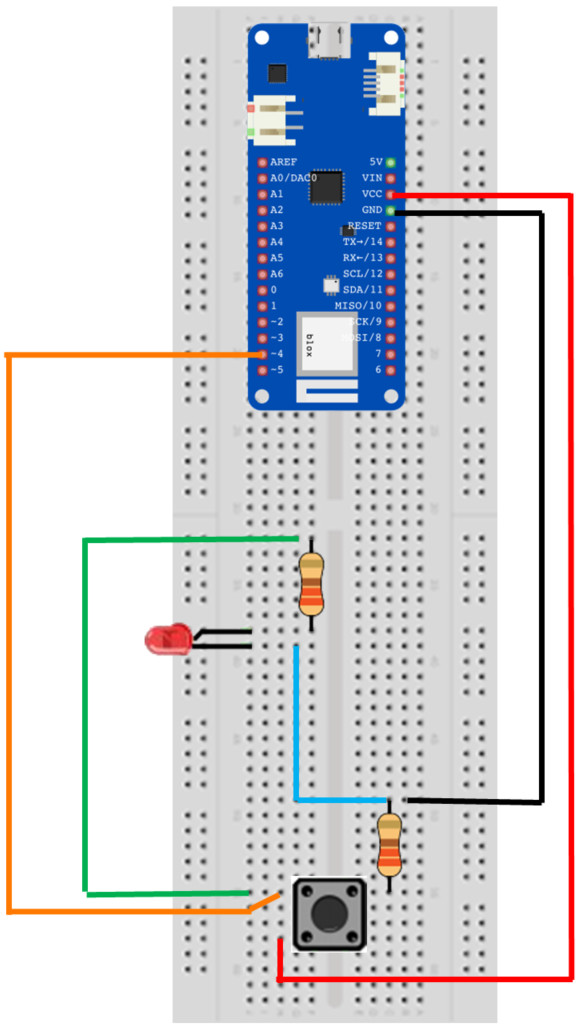 AREF
A0/DAC0
A1
A2
A3
A4
A5
A6
0
1
~2
~3
~4
~5
5V
VIN
VCC
GND
RESET
TX→/14
RX←/13
SCL/12
SDA/11
MISO/10
SCK/9
MOSI/8
7
6
blox